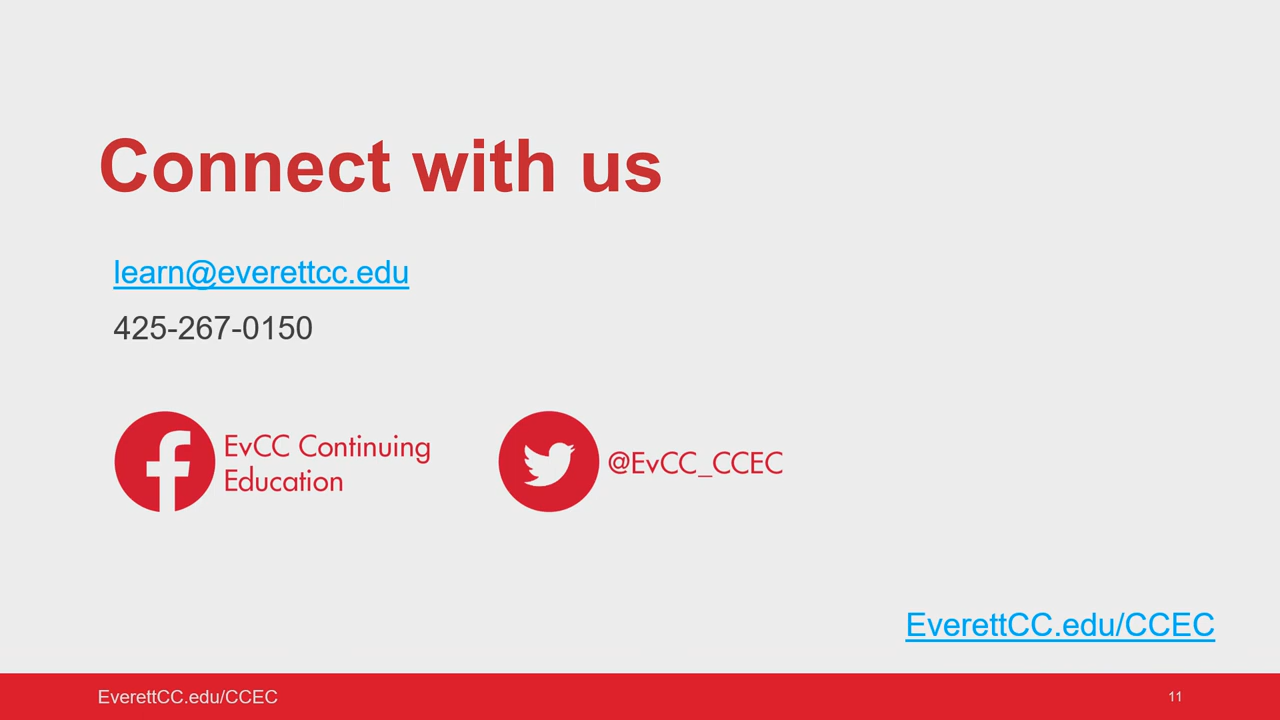 Connect with us
learn@everettcc.edu
425-267-0150
EvCC Continuing
Education
@EvCC_CCEC
EverettCC.edu/CCEC
EverettCC.edu/CCEC
11